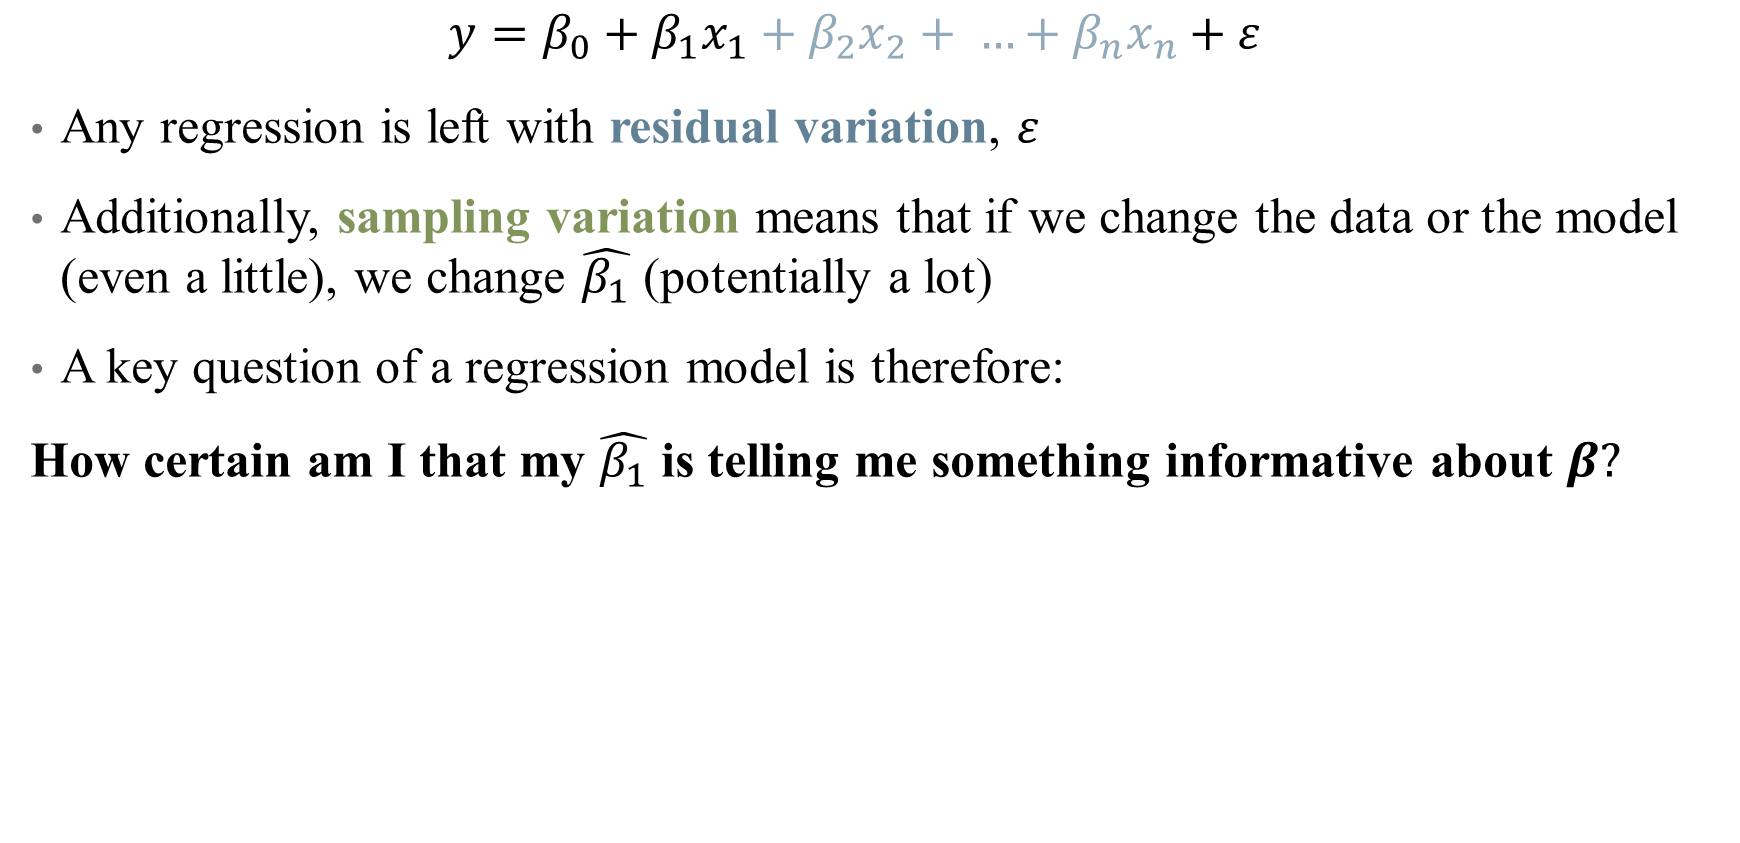 y = β₀ + β₁x₁ + β₂x₂ + … + βₙxₙ + ε
• Any regression is left with residual variation, ε
• Additionally, sampling variation means that if we change the data or the model
(even a little), we change β̂₁ (potentially a lot)
• A key question of a regression model is therefore:
How certain am I that my β̂₁ is telling me something informative about β?